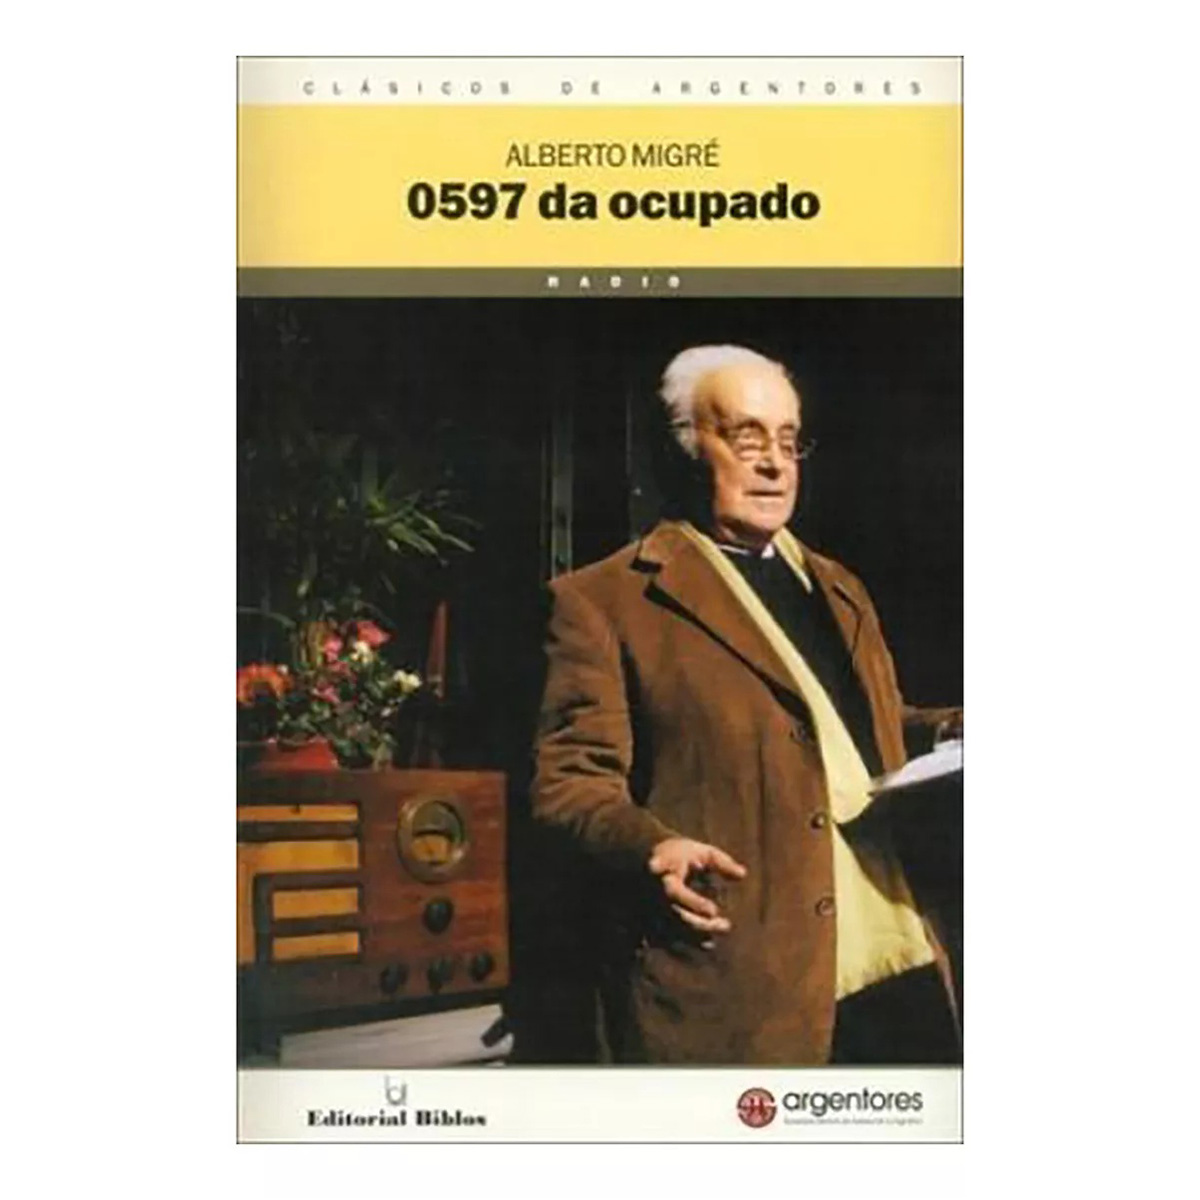 CLÁSICOS DE ARGENTORES
ALBERTO MIGRÉ
0597 da ocupado
RADIO
Editorial Biblos
argentores